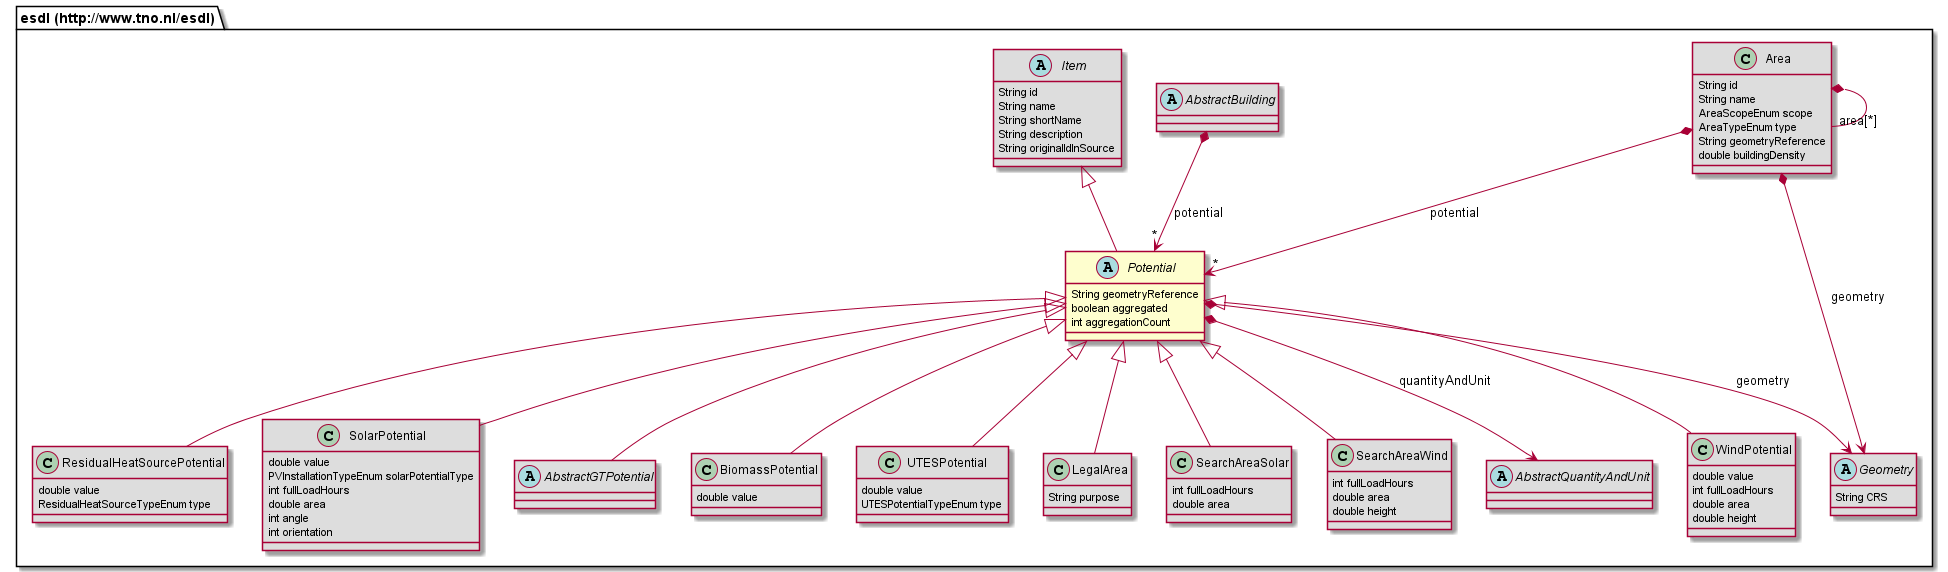 esdl (http://www.tno.nl/esdl)
A Item
String id
String name
String shortName
String description
String originalIdInSource
A AbstractBuilding
C Area
String id
String name
AreaScopeEnum scope
AreaTypeEnum type
String geometryReference
double buildingDensity
area[*]
potential
*
potential
*
geometry
A Potential
String geometryReference
boolean aggregated
int aggregationCount
quantityAndUnit
geometry
C ResidualHeatSourcePotential
double value
ResidualHeatSourceTypeEnum type
C SolarPotential
double value
PVInstallationTypeEnum solarPotentialType
int fullLoadHours
double area
int angle
int orientation
A AbstractGTPotential
C BiomassPotential
double value
C UTESPotential
double value
UTESPotentialTypeEnum type
C LegalArea
String purpose
C SearchAreaSolar
int fullLoadHours
double area
C SearchAreaWind
int fullLoadHours
double area
double height
A AbstractQuantityAndUnit
C WindPotential
double value
int fullLoadHours
double area
double height
A Geometry
String CRS